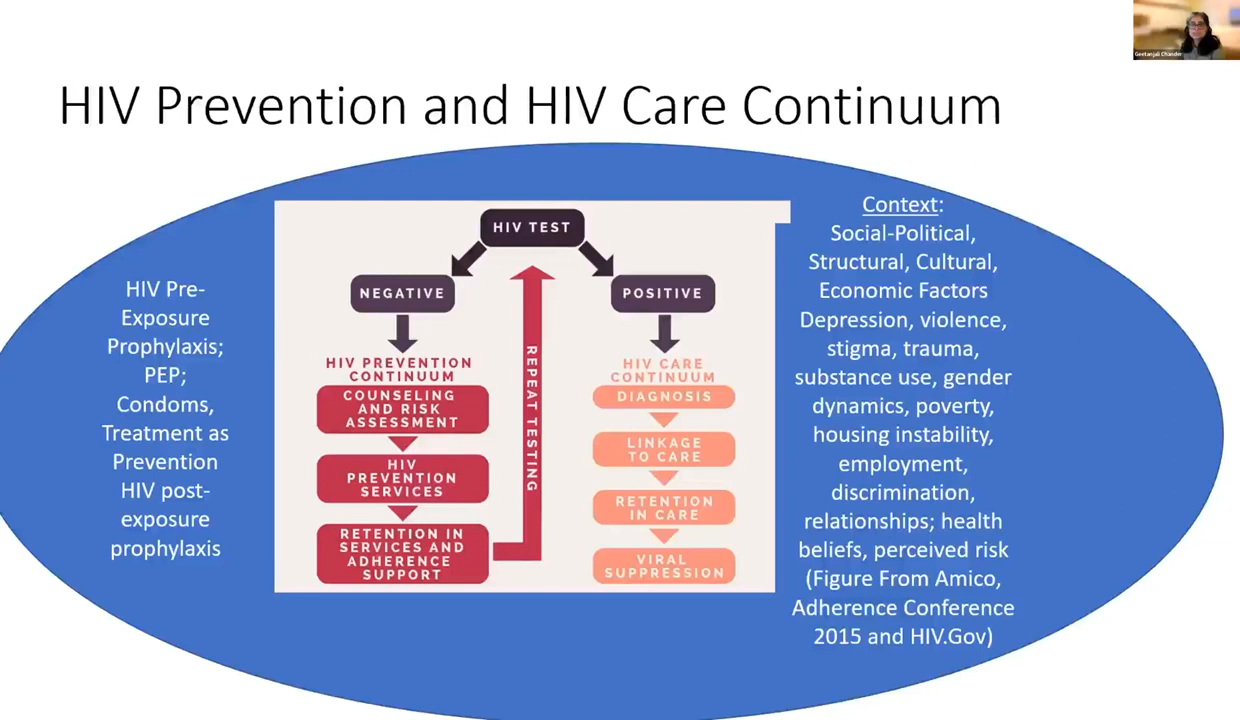 Geetanjali Chander
HIV Prevention and HIV Care Continuum
HIV Pre-
Exposure
Prophylaxis;
PEP;
Condoms,
Treatment as
Prevention
HIV post-
exposure
prophylaxis
HIV TEST
NEGATIVE
HIV PREVENTION
CONTINUUM
COUNSELING
AND RISK
ASSESSMENT
HIV
PREVENTION
SERVICES
RETENTION IN
SERVICES AND
ADHERENCE
SUPPORT
REPEAT TESTING
POSITIVE
HIV CARE
CONTINUUM
DIAGNOSIS
LINKAGE
TO CARE
RETENTION
IN CARE
VIRAL
SUPPRESSION
Context:
Social-Political,
Structural, Cultural,
Economic Factors
Depression, violence,
stigma, trauma,
substance use, gender
dynamics, poverty,
housing instability,
employment,
discrimination,
relationships; health
beliefs, perceived risk
(Figure From Amico,
Adherence Conference
2015 and HIV.Gov)